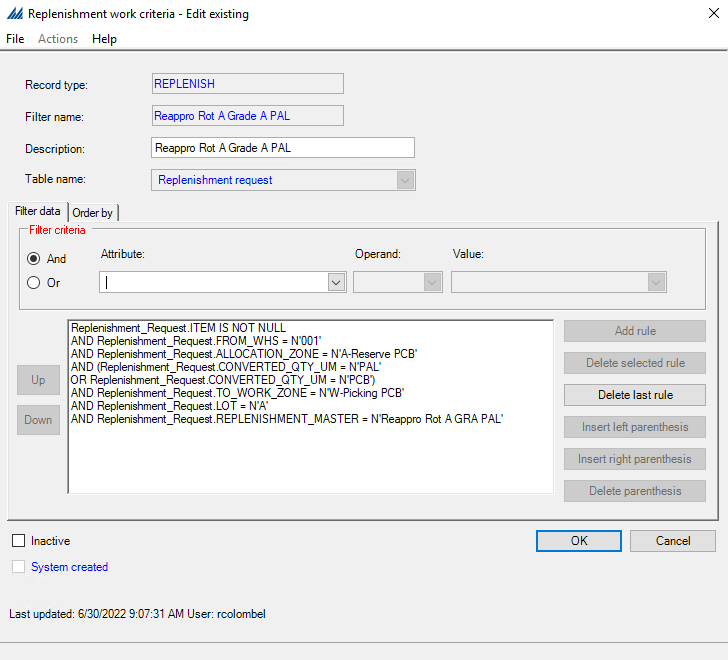 Replenishment work criteria - Edit existing
File Actions Help
Record type: REPLENISH
Filter name: Reappro Rot A Grade A PAL
Description: Reappro Rot A Grade A PAL
Table name: Replenishment request
Filter data Order by
Filter criteria
And Attribute: Operand: Value:
Or
Replenishment_Request.ITEM IS NOT NULL
AND Replenishment_Request.FROM_WHS = N'001'
AND Replenishment_Request.ALLOCATION_ZONE = N'A-Reserve PCB'
AND (Replenishment_Request.CONVERTED_QTY_UM = N'PAL'
OR Replenishment_Request.CONVERTED_QTY_UM = N'PCB')
AND Replenishment_Request.TO_WORK_ZONE = N'W-Picking PCB'
AND Replenishment_Request.LOT = N'A'
AND Replenishment_Request.REPLENISHMENT_MASTER = N'Reappro Rot A GRA PAL'
Up
Down
Add rule
Delete selected rule
Delete last rule
Insert left parenthesis
Insert right parenthesis
Delete parenthesis
Inactive
OK Cancel
System created
Last updated: 6/30/2022 9:07:31 AM User: rcolombel